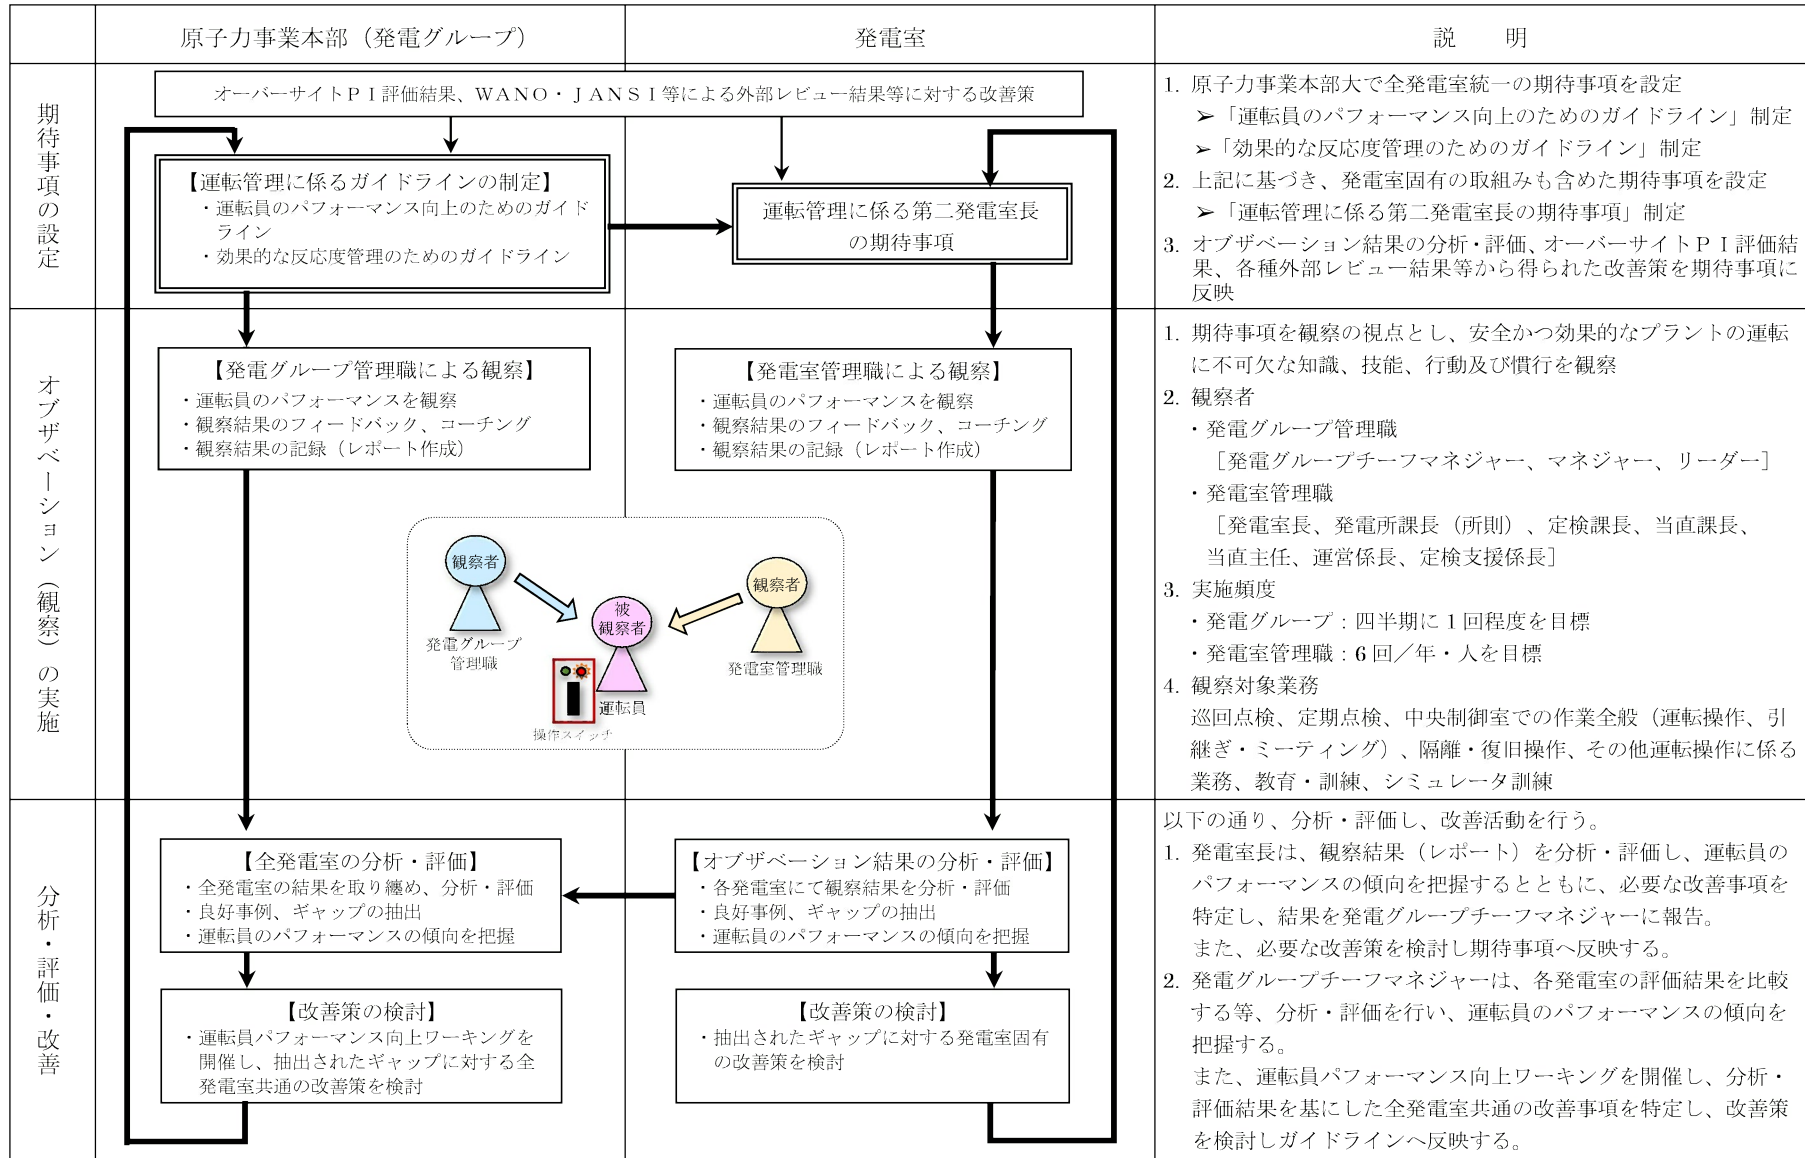 原子力事業本部（発電グループ）
発電室
説　　明
期待事項の設定
オーバーサイトＰＩ評価結果、ＷＡＮＯ・ＪＡＮＳＩ等による外部レビュー結果等に対する改善策
【運転管理に係るガイドラインの制定】
・運転員のパフォーマンス向上のためのガイド
ライン
・効果的な反応度管理のためのガイドライン
運転管理に係る第二発電室長
の期待事項
1. 原子力事業本部大で全発電室統一の期待事項を設定
➢「運転員のパフォーマンス向上のためのガイドライン」制定
➢「効果的な反応度管理のためのガイドライン」制定
2. 上記に基づき、発電室固有の取組みも含めた期待事項を設定
➢「運転管理に係る第二発電室長の期待事項」制定
3. オブザベーション結果の分析・評価、オーバーサイトＰＩ評価結
果、各種外部レビュー結果等から得られた改善策を期待事項に
反映
オブザベーション（観察）の実施
【発電グループ管理職による観察】
・運転員のパフォーマンスを観察
・観察結果のフィードバック、コーチング
・観察結果の記録（レポート作成）
【発電室管理職による観察】
・運転員のパフォーマンスを観察
・観察結果のフィードバック、コーチング
・観察結果の記録（レポート作成）
観察者
発電グループ
管理職
被
観察者
運転員
操作スイッチ
観察者
発電室管理職
1. 期待事項を観察の視点とし、安全かつ効果的なプラントの運転
に不可欠な知識、技能、行動及び慣行を観察
2. 観察者
・発電グループ管理職
［発電グループチーフマネジャー、マネジャー、リーダー］
・発電室管理職
［発電室長、発電所課長（所則）、定検課長、当直課長、
当直主任、運営係長、定検支援係長］
3. 実施頻度
・発電グループ：四半期に１回程度を目標
・発電室管理職：6 回／年・人を目標
4. 観察対象業務
巡回点検、定期点検、中央制御室での作業全般（運転操作、引
継ぎ・ミーティング）、隔離・復旧操作、その他運転操作に係る
業務、教育・訓練、シミュレータ訓練
分析・評価・改善
【全発電室の分析・評価】
・全発電室の結果を取り纏め、分析・評価
・良好事例、ギャップの抽出
・運転員のパフォーマンスの傾向を把握
【オブザベーション結果の分析・評価】
・各発電室にて観察結果を分析・評価
・良好事例、ギャップの抽出
・運転員のパフォーマンスの傾向を把握
【改善策の検討】
・運転員パフォーマンス向上ワーキングを
開催し、抽出されたギャップに対する全
発電室共通の改善策を検討
【改善策の検討】
・抽出されたギャップに対する発電室固有
の改善策を検討
以下の通り、分析・評価し、改善活動を行う。
1. 発電室長は、観察結果（レポート）を分析・評価し、運転員の
パフォーマンスの傾向を把握するとともに、必要な改善事項を
特定し、結果を発電グループチーフマネジャーに報告。
また、必要な改善策を検討し期待事項へ反映する。
2. 発電グループチーフマネジャーは、各発電室の評価結果を比較
する等、分析・評価を行い、運転員のパフォーマンスの傾向を
把握する。
また、運転員パフォーマンス向上ワーキングを開催し、分析・
評価結果を基にした全発電室共通の改善事項を特定し、改善策
を検討しガイドラインへ反映する。